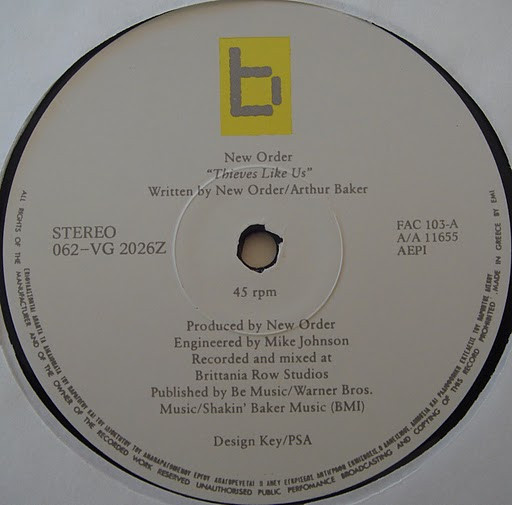 b
New Order
"Thieves Like Us"
Written by New Order/Arthur Baker
STEREO
062-VG 2026Z
FAC 103-A
A/A 11655
AEPI
45 rpm
Produced by New Order
Engineered by Mike Johnson
Recorded and mixed at
Brittania Row Studios
Published by Be Music/Warner Bros.
Music/Shakin' Baker Music (BMI)
Design Key/PSA
ALL RIGHTS OF THE MANUFACTURER AND OF THE OWNER OF THE RECORDED WORK RESERVED UNAUTHORISED PUBLIC PERFOMANCE BROADCASTING AND COPYING OF THIS RECORD PROHIBITED. MADE IN GREECE BY EMI